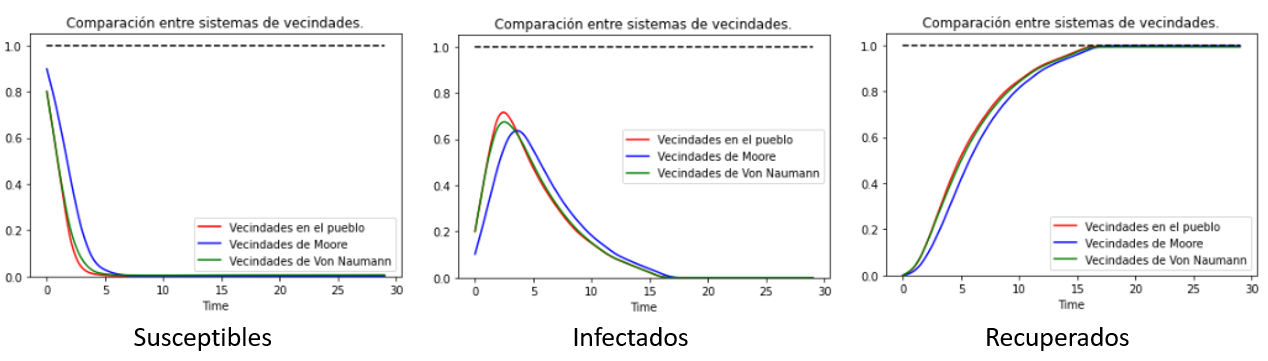 Comparación entre sistemas de vecindades.
1.0
0.8
0.6
0.4
0.2
0.0
Vecindades en el pueblo
Vecindades de Moore
Vecindades de Von Naumann
0 5 10 15 20 25 30
Time
Susceptibles
Comparación entre sistemas de vecindades.
1.0
0.8
0.6
0.4
0.2
0.0
Vecindades en el pueblo
Vecindades de Moore
Vecindades de Von Naumann
0 5 10 15 20 25 30
Time
Infectados
Comparación entre sistemas de vecindades.
1.0
0.8
0.6
0.4
0.2
0.0
Vecindades en el pueblo
Vecindades de Moore
Vecindades de Von Naumann
0 5 10 15 20 25 30
Time
Recuperados